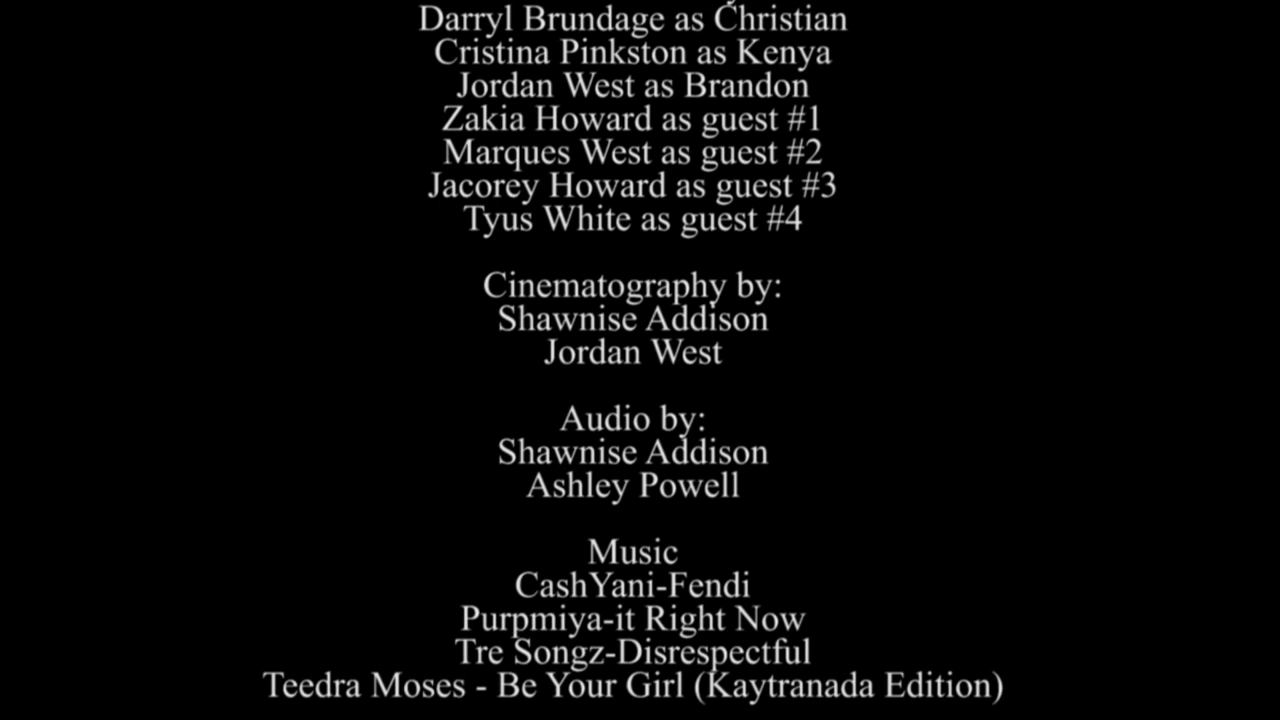 Darryl Brundage as Christian
Cristina Pinkston as Kenya
Jordan West as Brandon
Zakia Howard as guest #1
Marques West as guest #2
Jacorey Howard as guest #3
Tyus White as guest #4
Cinematography by:
Shawnise Addison
Jordan West
Audio by:
Shawnise Addison
Ashley Powell
Music
CashYani-Fendi
Purpmiya-it Right Now
Tre Songz-Disrespectful
Teedra Moses - Be Your Girl (Kaytranada Edition)